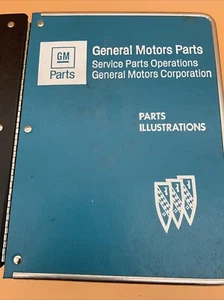 GM
Parts
General Motors Parts
Service Parts Operations
General Motors Corporation
PARTS
ILLUSTRATIONS